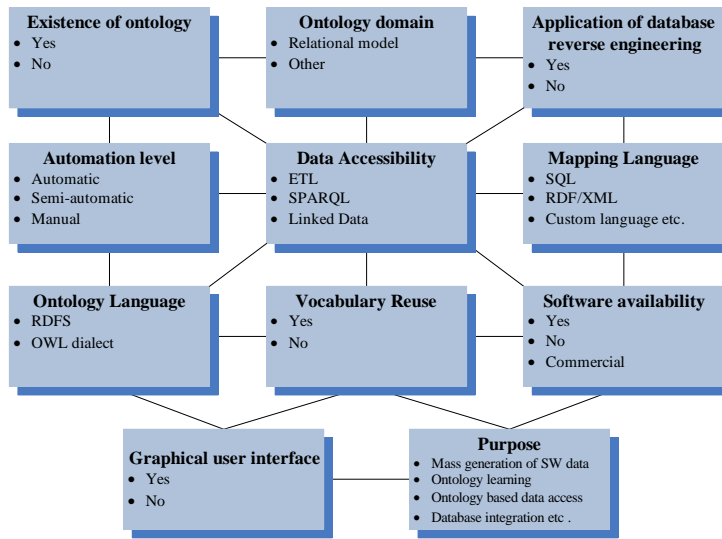 Existence of ontology
• Yes
• No
Ontology domain
• Relational model
• Other
Application of database
reverse engineering
• Yes
• No
Automation level
• Automatic
• Semi-automatic
• Manual
Data Accessibility
• ETL
• SPARQL
• Linked Data
Mapping Language
• SQL
• RDF/XML
• Custom language etc.
Ontology Language
• RDFS
• OWL dialect
Vocabulary Reuse
• Yes
• No
Software availability
• Yes
• No
• Commercial
Graphical user interface
• Yes
• No
Purpose
• Mass generation of SW data
• Ontology learning
• Ontology based data access
• Database integration etc .